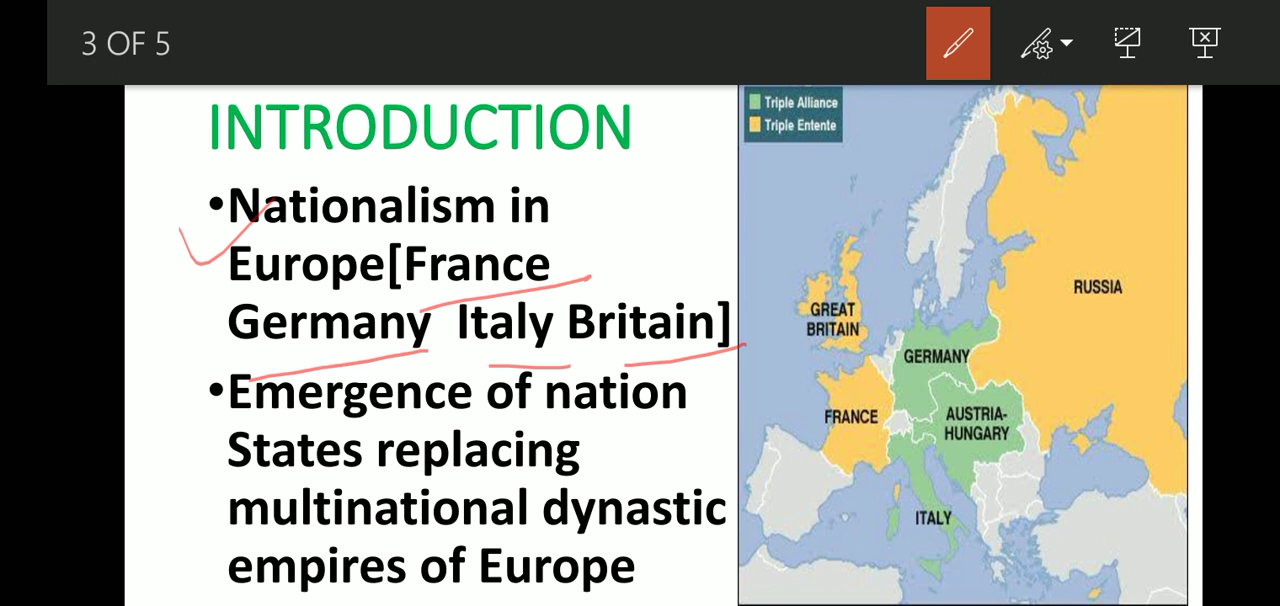 3 OF 5
INTRODUCTION
•Nationalism in
Europe[France
Germany Italy Britain]
•Emergence of nation
States replacing
multinational dynastic
empires of Europe
Triple Alliance
Triple Entente
RUSSIA
GREAT
BRITAIN
GERMANY
FRANCE
AUSTRIA-
HUNGARY
ITALY